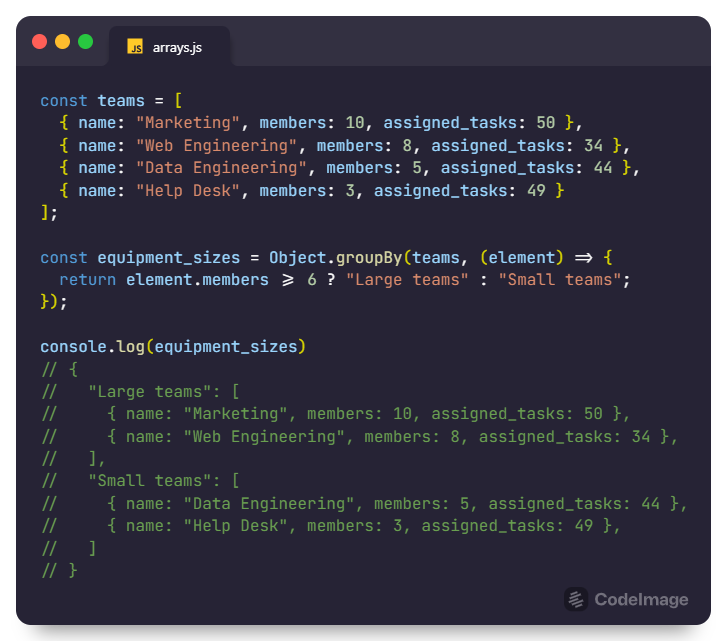 JS arrays.js
const teams = [
  { name: "Marketing", members: 10, assigned_tasks: 50 },
  { name: "Web Engineering", members: 8, assigned_tasks: 34 },
  { name: "Data Engineering", members: 5, assigned_tasks: 44 },
  { name: "Help Desk", members: 3, assigned_tasks: 49 }
];

const equipment_sizes = Object.groupBy(teams, (element) => {
  return element.members >= 6 ? "Large teams" : "Small teams";
});

console.log(equipment_sizes)
// {
//   "Large teams": [
//     { name: "Marketing", members: 10, assigned_tasks: 50 },
//     { name: "Web Engineering", members: 8, assigned_tasks: 34 },
//   ],
//   "Small teams": [
//     { name: "Data Engineering", members: 5, assigned_tasks: 44 },
//     { name: "Help Desk", members: 3, assigned_tasks: 49 },
//   ]
// }
CodeImage